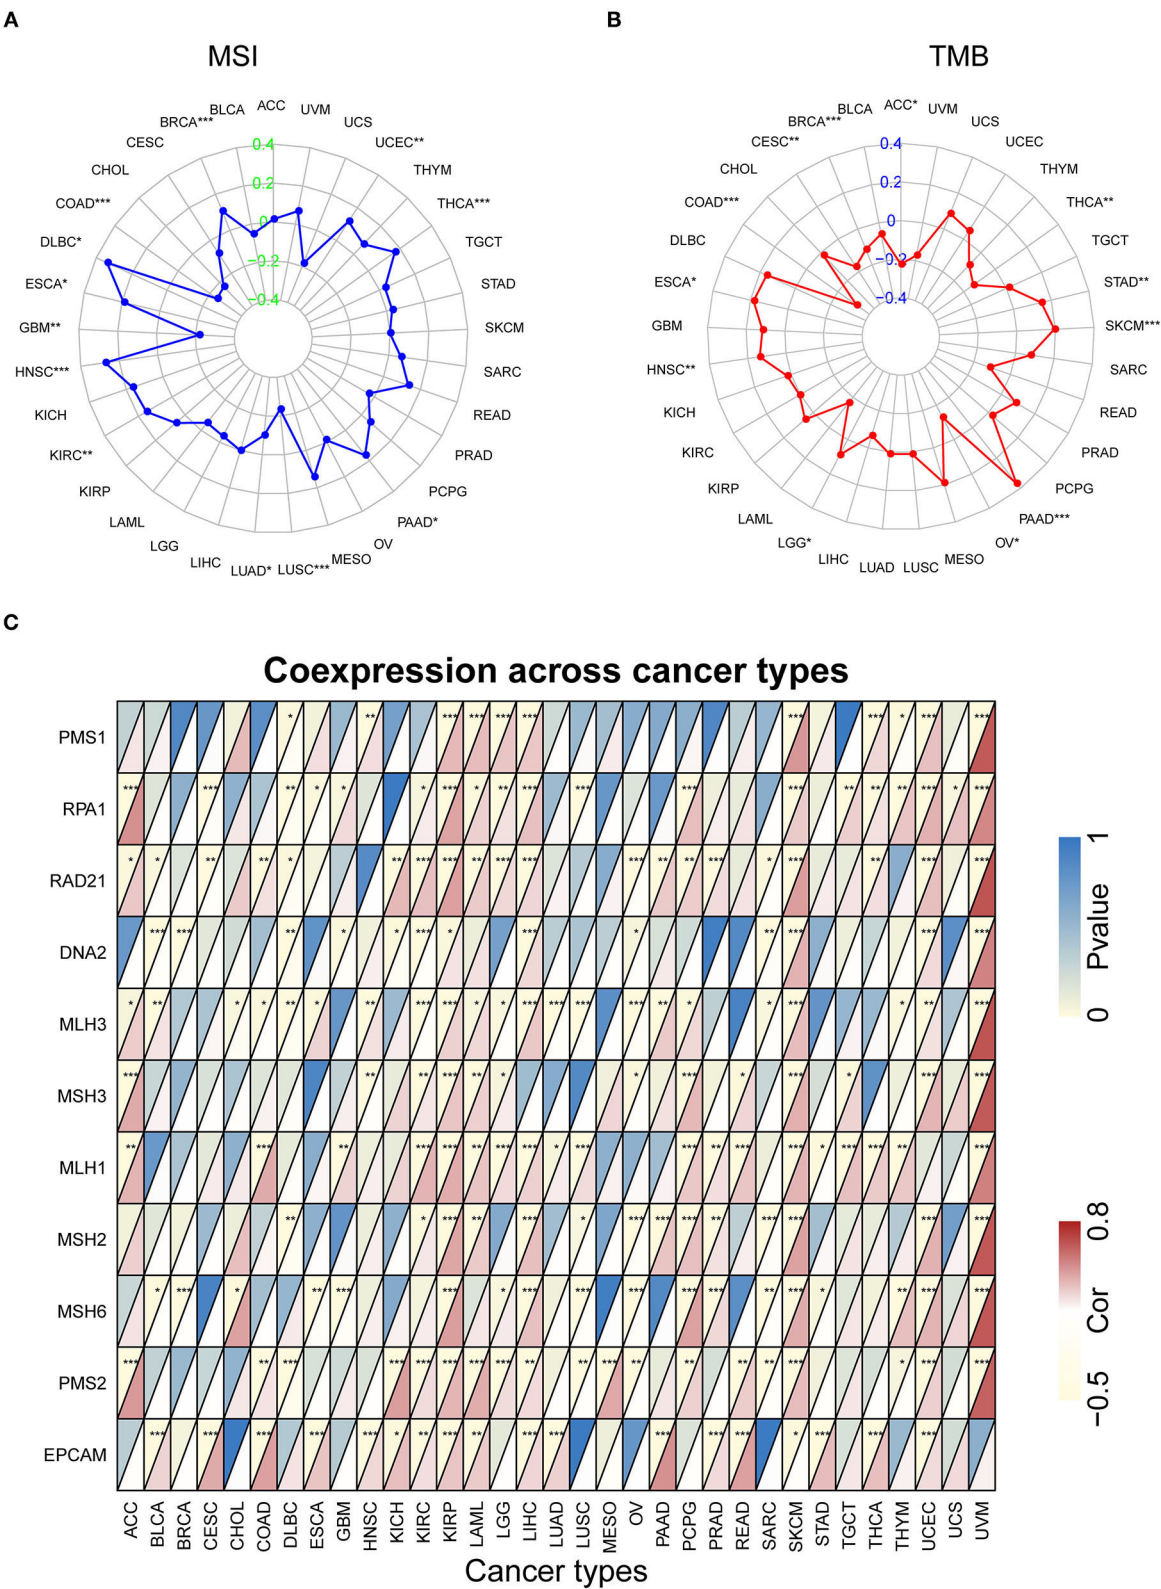 A
MSI
ACC
UVM
UCS
UCEC**
THYM
THCA***
TGCT
STAD
SKCM
SARC
READ
PRAD
PCPG
PAAD*
OV
MESO
LUSC***
LUAD*
LIHC
LGG
LAML
KIRP
KIRC**
KICH
HNSC***
GBM**
ESCA*
DLBC*
COAD***
CHOL
CESC
BRCA***
BLCA
0.4
0.2
0
−0.2
−0.4
B
TMB
ACC*
UVM
UCS
UCEC
THYM
THCA**
TGCT
STAD**
SKCM***
SARC
READ
PRAD
PCPG
PAAD***
OV*
MESO
LUSC
LUAD
LIHC
LGG*
LAML
KIRP
KIRC
KICH
HNSC**
GBM
ESCA*
DLBC
COAD***
CHOL
CESC**
BRCA***
BLCA
0.4
0.2
0
−0.2
−0.4
C
Coexpression across cancer types
PMS1 * ** *** *** *** *** *** *** * *** ***
RPA1 *** *** ** * * * *** * ** *** *** *** *** ** ** ** *** * ***
RAD21 * * ** ** * ** *** *** ** *** *** *** ** ** *** * *** ** *** ***
DNA2 *** *** ** * * *** * *** * ** *** *** ***
MLH3 * ** * * ** * ** *** *** * * *** *** *** *** ** * * *** * ** ***
MSH3 *** ** ** *** ** * * *** * *** * *** ***
MLH1 ** *** ** *** *** ** *** *** * *** *** ** *** *** * *** *** ** ***
MSH2 ** * *** ** *** * *** *** *** ** *** *** *** ***
MSH6 * *** * ** *** *** * *** *** *** *** *** ** *** * ** *** ***
PMS2 *** ** *** *** *** *** *** *** ** ** *** ** ** ** ** *** * *** ***
EPCAM *** *** *** *** *** * ** *** ** *** *** *** *** *** * *** *** ***
ACC BLCA BRCA CESC CHOL COAD DLBC ESCA GBM HNSC KICH KIRC KIRP LAML LGG LIHC LUAD LUSC MESO OV PAAD PCPG PRAD READ SARC SKCM STAD TGCT THCA THYM UCEC UCS UVM
Cancer types
0 Pvalue 1
−0.5 Cor 0.8